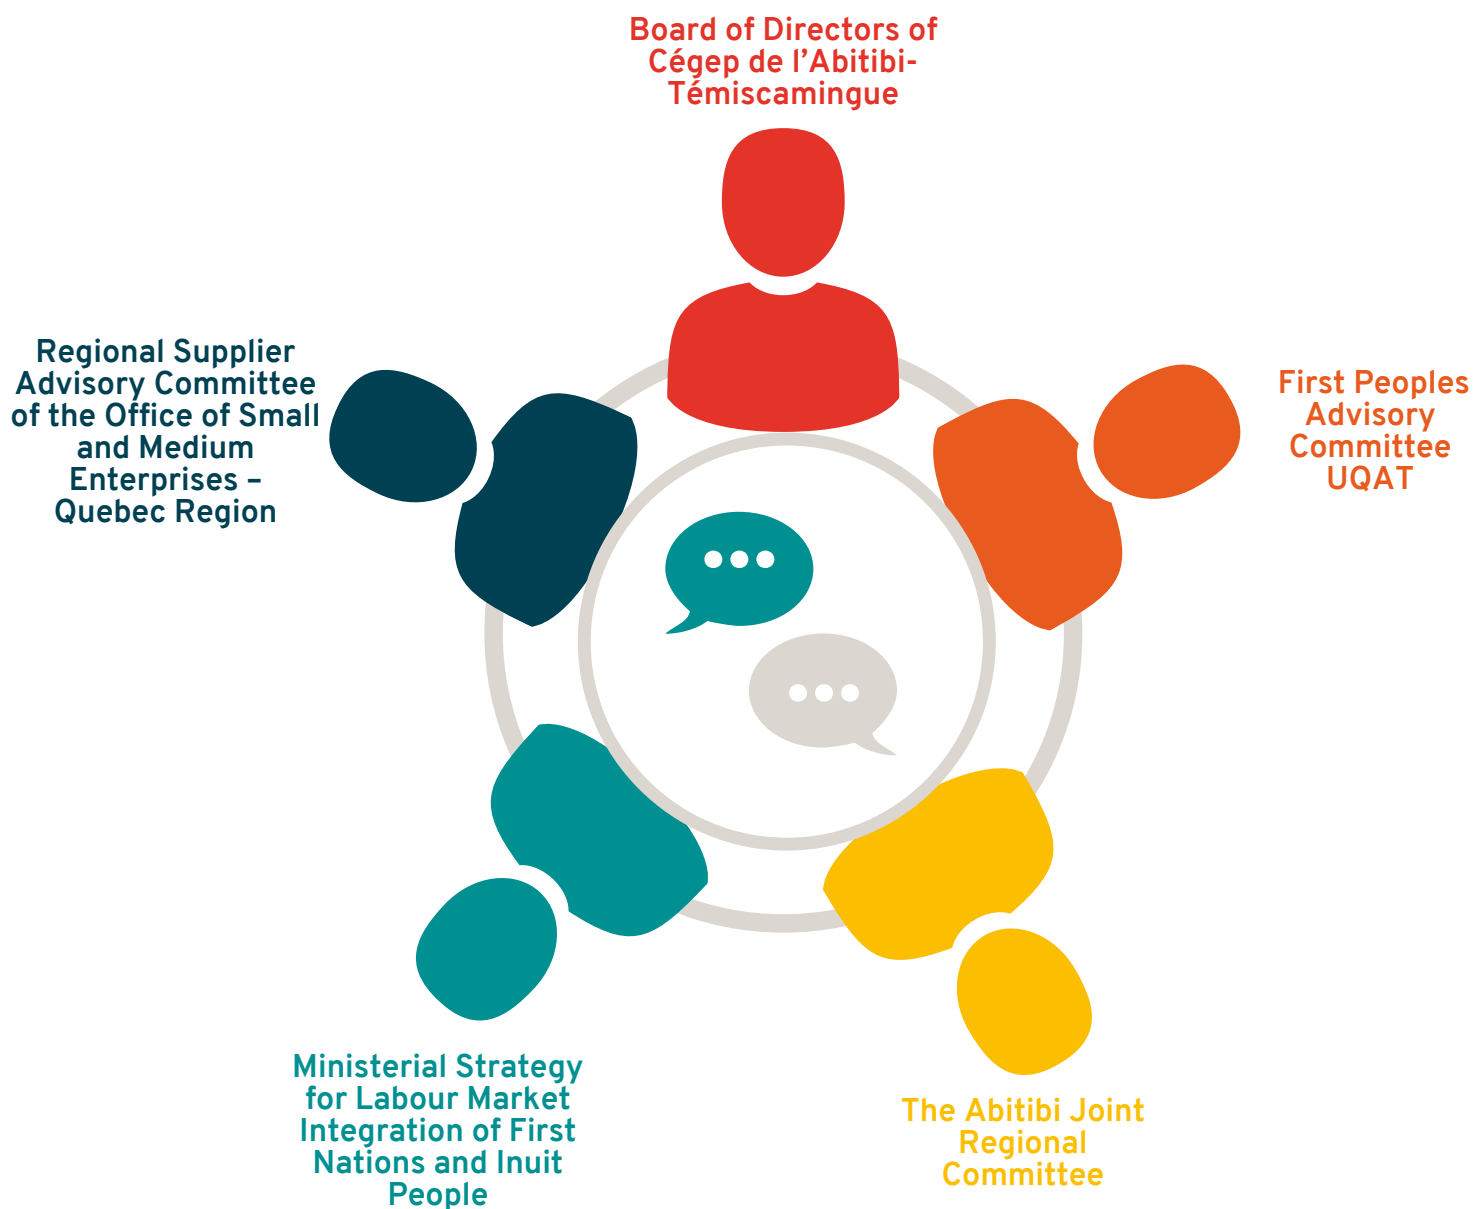 Board of Directors of
Cégep de l’Abitibi-
Témiscamingue
Regional Supplier
Advisory Committee
of the Office of Small
and Medium
Enterprises –
Quebec Region
First Peoples
Advisory
Committee
UQAT
Ministerial Strategy
for Labour Market
Integration of First
Nations and Inuit
People
The Abitibi Joint
Regional
Committee